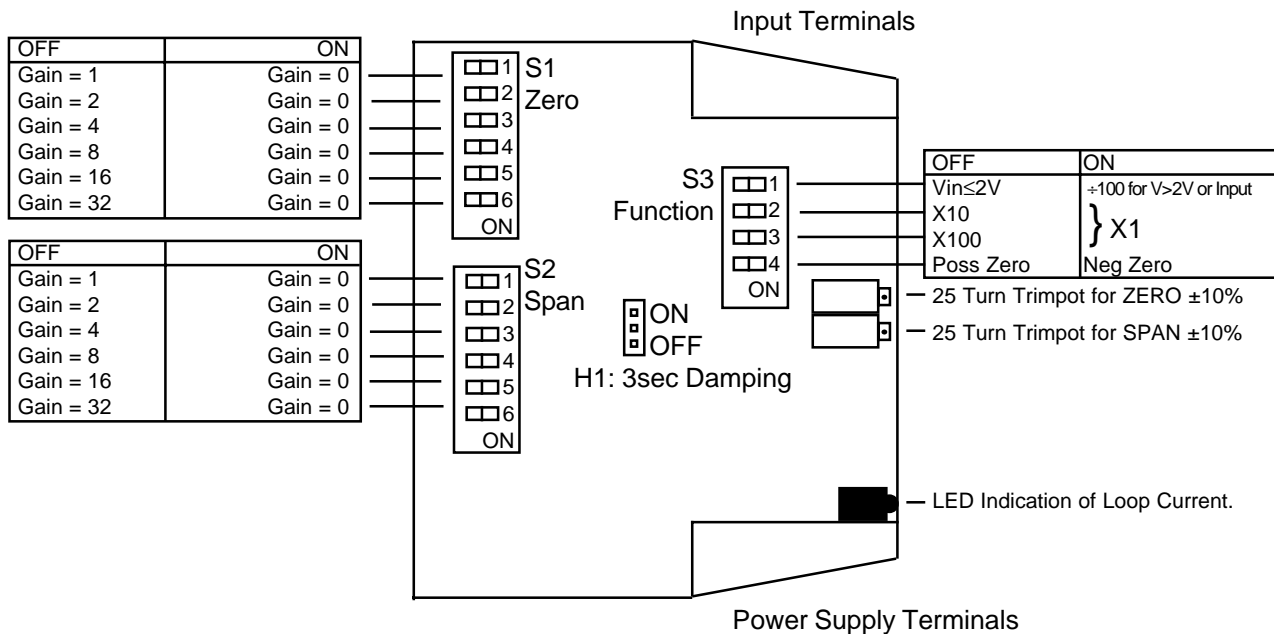 Input Terminals
OFF ON
Gain = 1 Gain = 0
Gain = 2 Gain = 0
Gain = 4 Gain = 0
Gain = 8 Gain = 0
Gain = 16 Gain = 0
Gain = 32 Gain = 0
1 S1
2 Zero
3
4
5
6
ON
OFF ON
Gain = 1 Gain = 0
Gain = 2 Gain = 0
Gain = 4 Gain = 0
Gain = 8 Gain = 0
Gain = 16 Gain = 0
Gain = 32 Gain = 0
1 S2
2 Span
3
4
5
6
ON
ON
OFF
H1: 3sec Damping
S3 1
Function 2
3
4
ON
OFF ON
Vin≤2V ÷100 for V>2V or Input
X10
X100 } X1
Poss Zero Neg Zero
25 Turn Trimpot for ZERO ±10%
25 Turn Trimpot for SPAN ±10%
LED Indication of Loop Current.
Power Supply Terminals